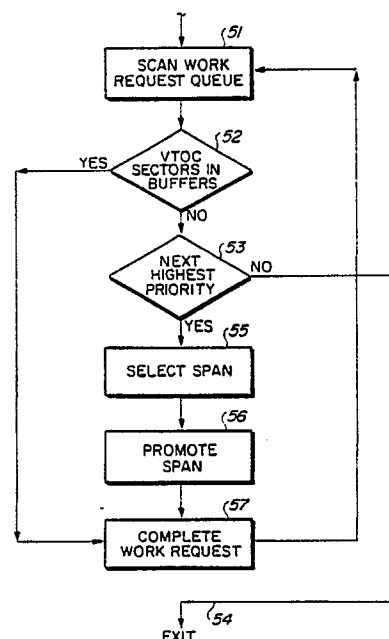 51
SCAN WORK
REQUEST QUEUE
52
YES
VTOC
SECTORS IN
BUFFERS
NO
53
NEXT
HIGHEST
PRIORITY
NO
YES
55
SELECT SPAN
56
PROMOTE
SPAN
57
COMPLETE
WORK REQUEST
54
EXIT